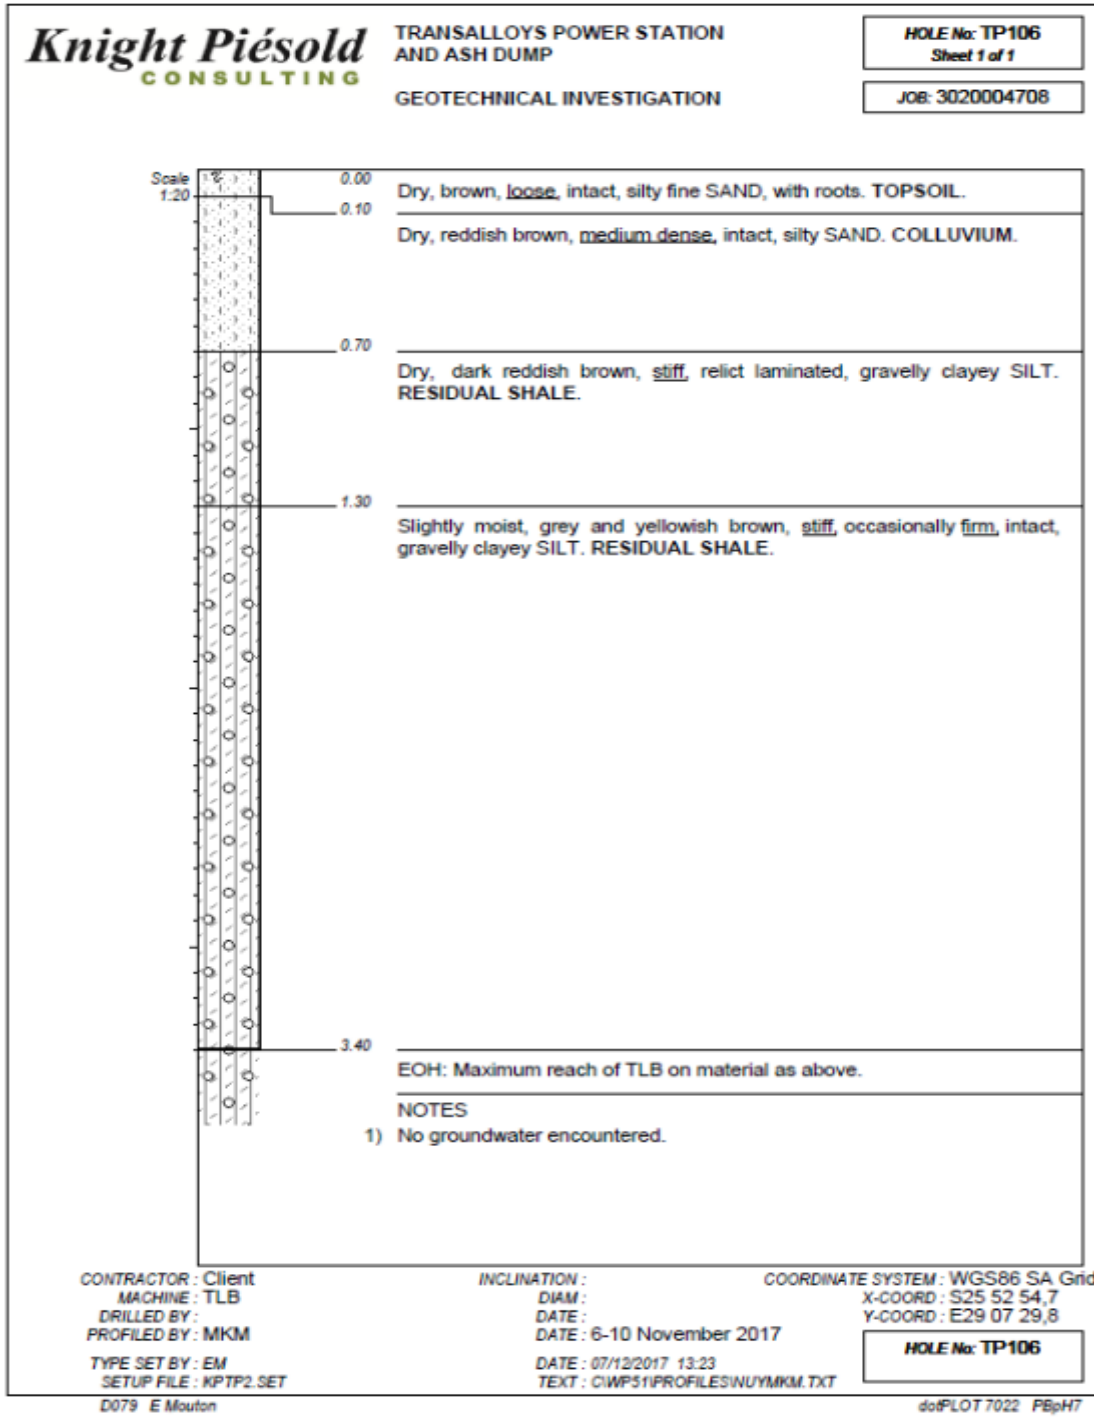 Knight Piésold
CONSULTING
TRANSALLOYS POWER STATION
AND ASH DUMP
GEOTECHNICAL INVESTIGATION
HOLE No: TP106
Sheet 1 of 1
JOB: 3020004708
Scale
1:20
0.00
Dry, brown, loose, intact, silty fine SAND, with roots. TOPSOIL.
0.10
Dry, reddish brown, medium dense, intact, silty SAND. COLLUVIUM.
0.70
Dry, dark reddish brown, stiff, relict laminated, gravelly clayey SILT.
RESIDUAL SHALE.
1.30
Slightly moist, grey and yellowish brown, stiff, occasionally firm, intact,
gravelly clayey SILT. RESIDUAL SHALE.
3.40
EOH: Maximum reach of TLB on material as above.
NOTES
1) No groundwater encountered.
CONTRACTOR : Client
MACHINE : TLB
DRILLED BY :
PROFILED BY : MKM
TYPE SET BY : EM
SETUP FILE : KPTP2.SET
INCLINATION :
DIAM :
DATE :
DATE : 6-10 November 2017
DATE : 07/12/2017 13:23
TEXT : C:\WP51\PROFILES\NUYMKM.TXT
COORDINATE SYSTEM : WGS86 SA Grid
X-COORD : S25 52 54,7
Y-COORD : E29 07 29,8
HOLE No: TP106
D079 E Mouton
dotPLOT 7022 PBpH7